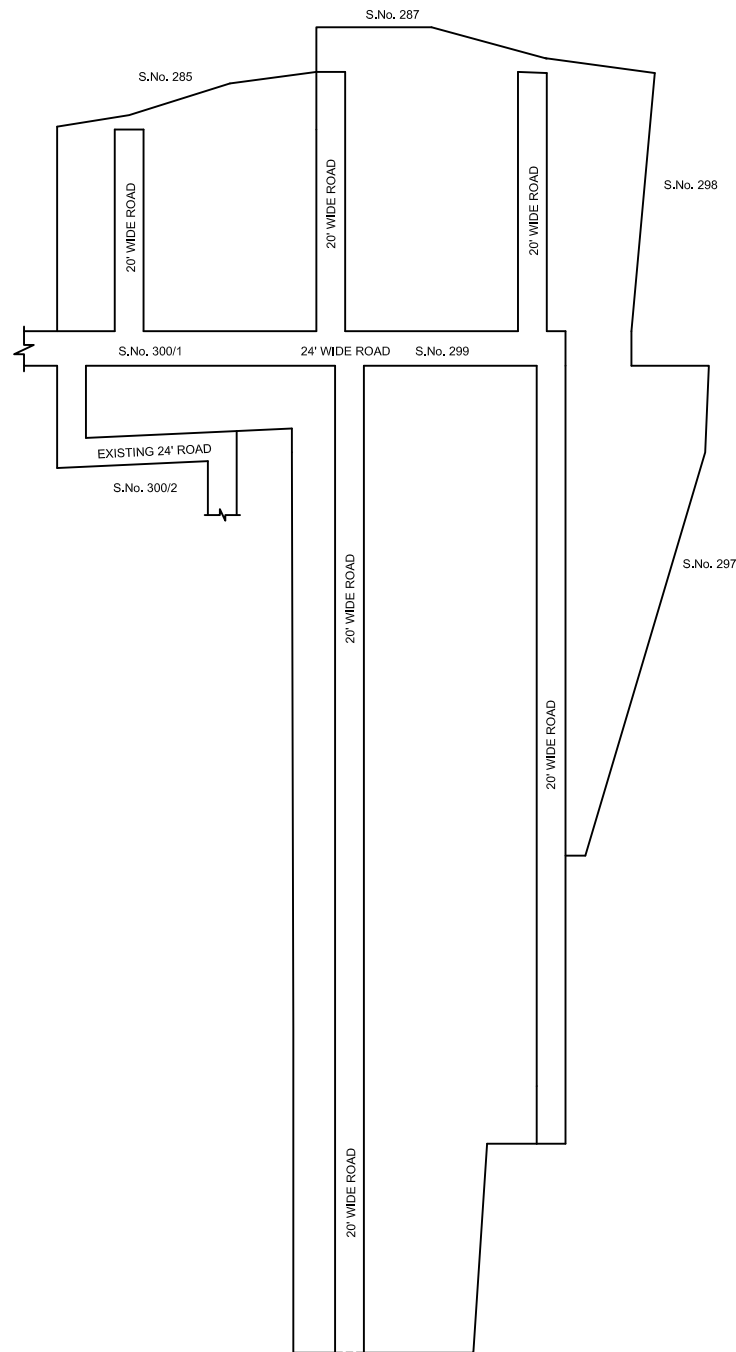 S.No. 287
S.No. 285
20' WIDE ROAD
20' WIDE ROAD
20' WIDE ROAD
S.No. 298
S.No. 300/1
24' WIDE ROAD
S.No. 299
EXISTING 24' ROAD
S.No. 300/2
20' WIDE ROAD
S.No. 297
20' WIDE ROAD
20' WIDE ROAD